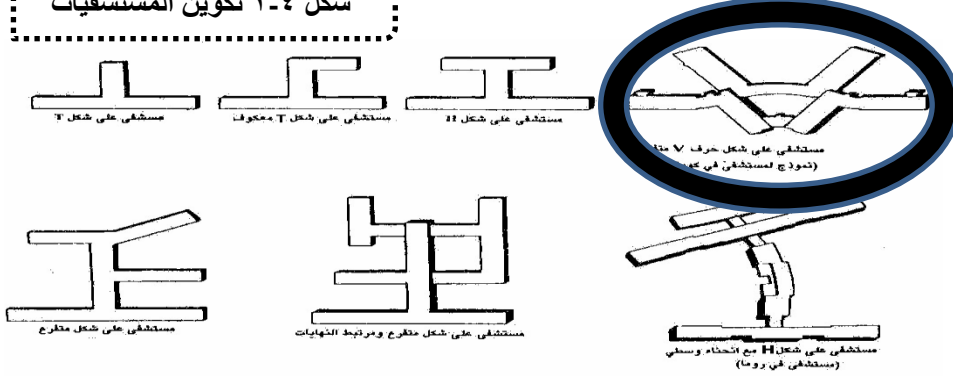 شكل ٤-١ تكوين المستشفيات
مستشفى على شكل T
مستشفى على شكل T معكوف
مستشفى على شكل H
مستشفى على شكل حرف V
(نموذج لمستشفى في
مستشفى على شكل متفرع
مستشفى على شكل متفرع ومرتبط النهايات
مستشفى على شكل H مع انحناء وسطي
(مستشفى في روما)